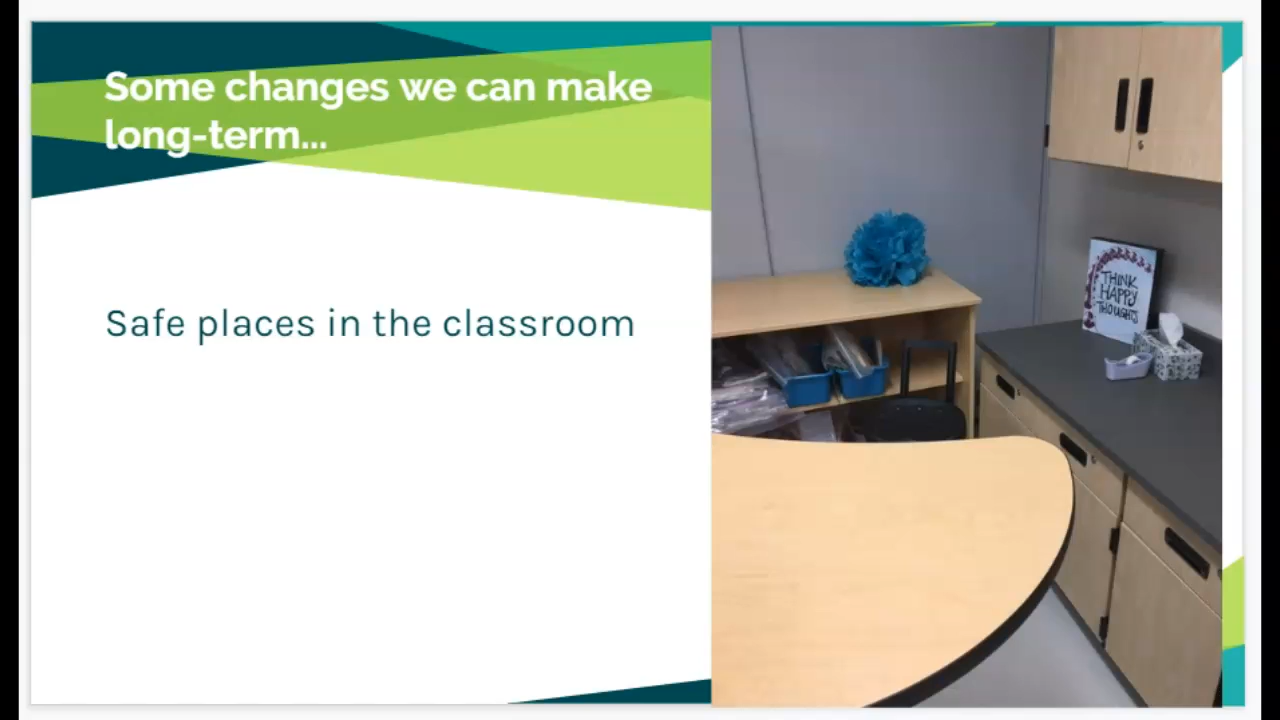 Some changes we can make
long-term...
Safe places in the classroom
THINK
HAPPY
THOUGHTS